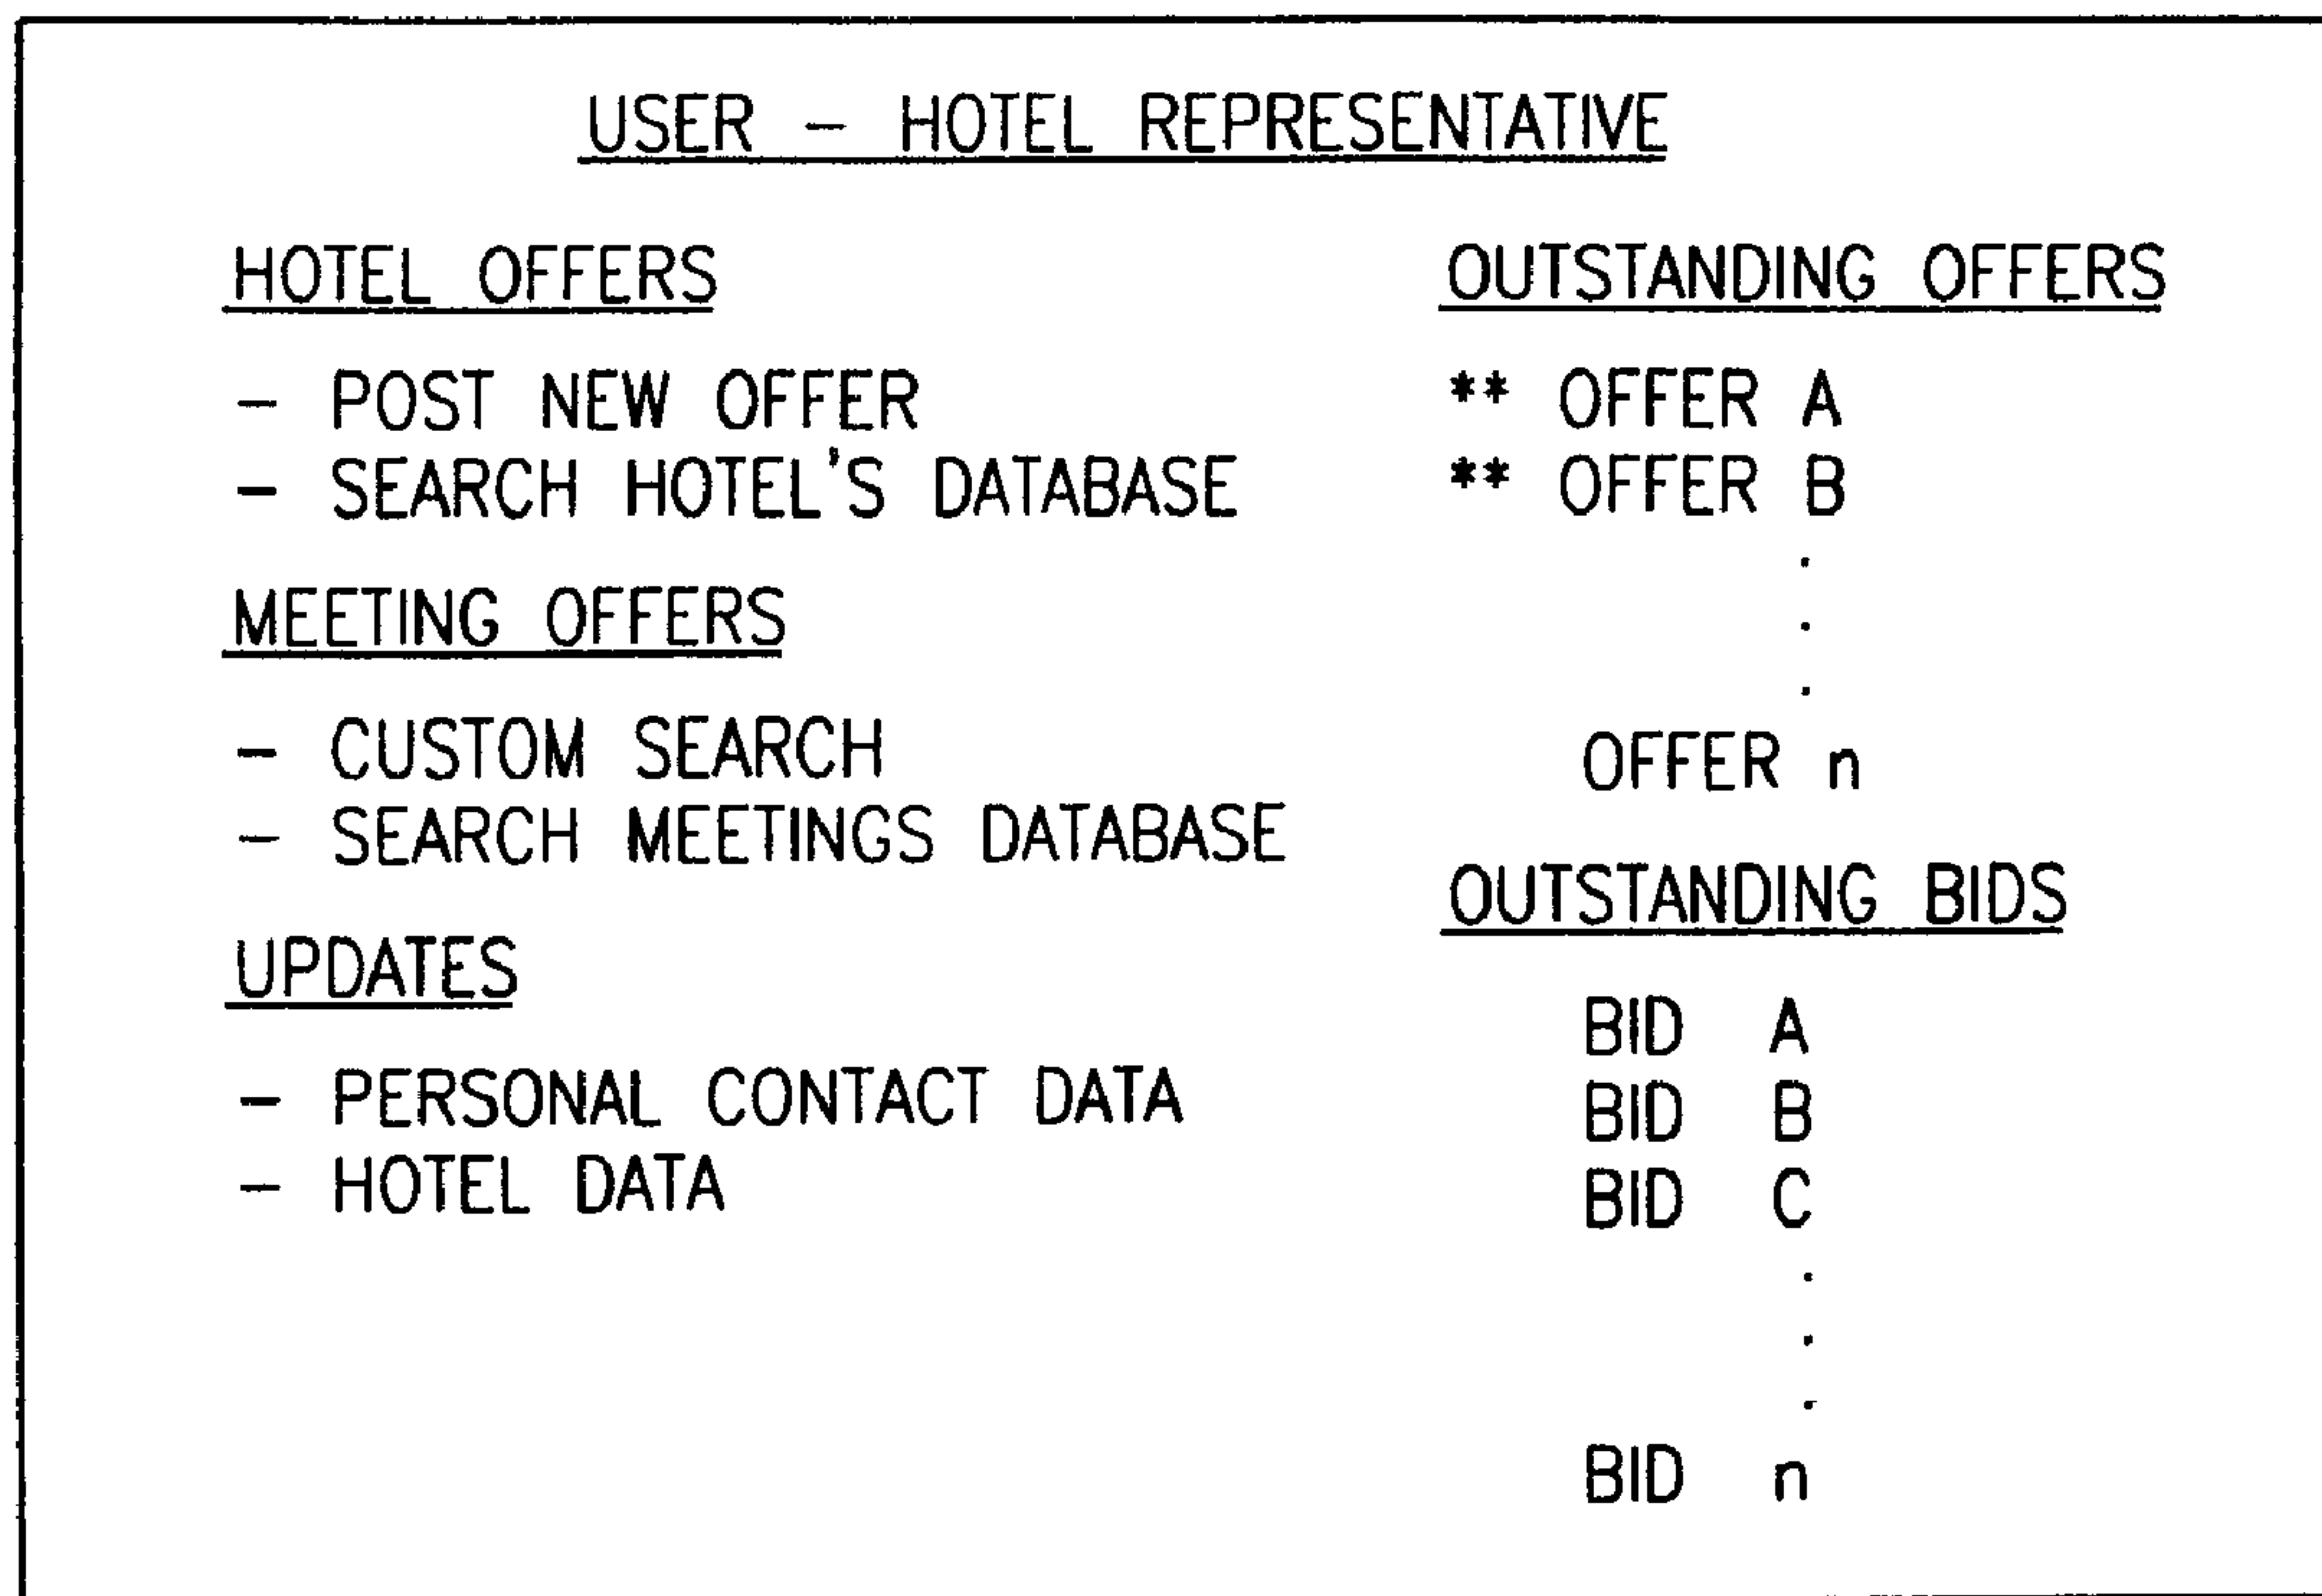 USER – HOTEL REPRESENTATIVE
HOTEL OFFERS
– POST NEW OFFER
– SEARCH HOTEL'S DATABASE
MEETING OFFERS
– CUSTOM SEARCH
– SEARCH MEETINGS DATABASE
UPDATES
– PERSONAL CONTACT DATA
– HOTEL DATA
OUTSTANDING OFFERS
** OFFER A
** OFFER B
.
.
.
OFFER n
OUTSTANDING BIDS
BID A
BID B
BID C
.
.
.
BID n